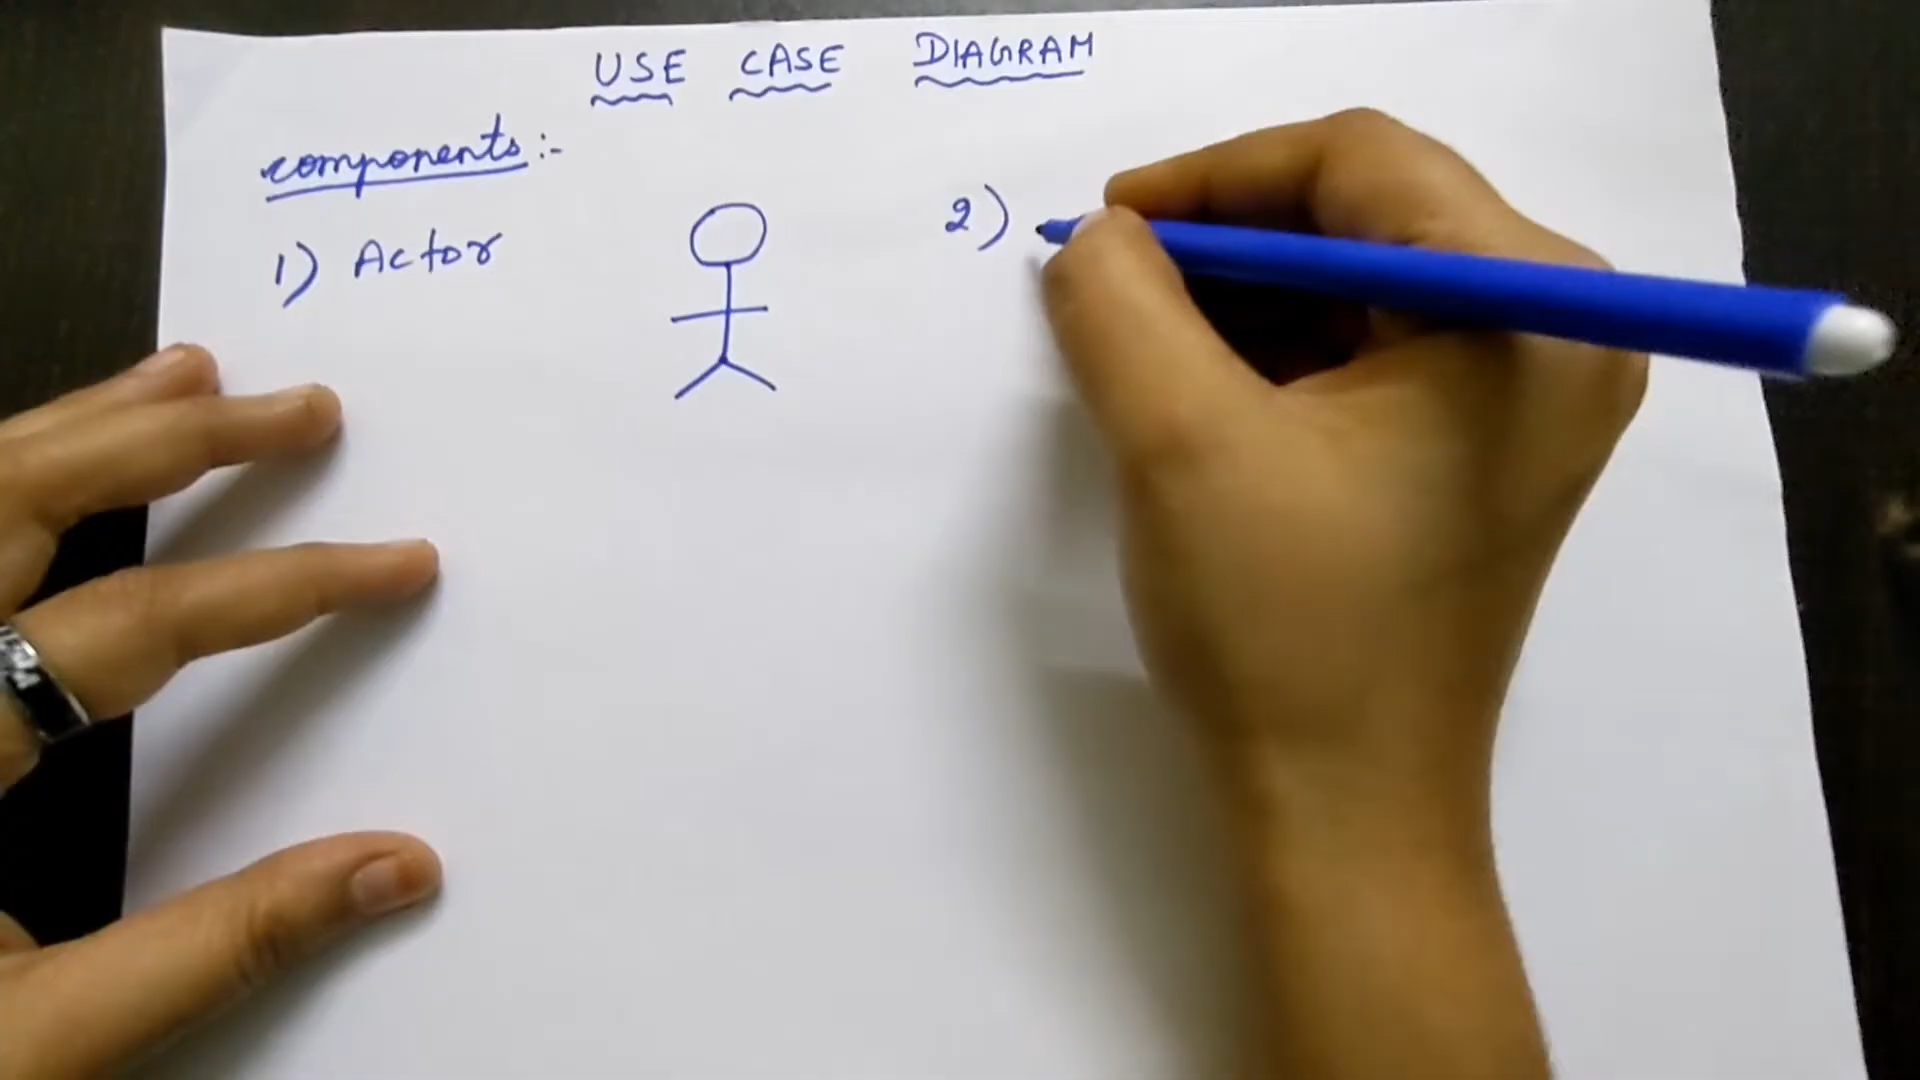 USE CASE DIAGRAM
components :-
1) Actor
2)